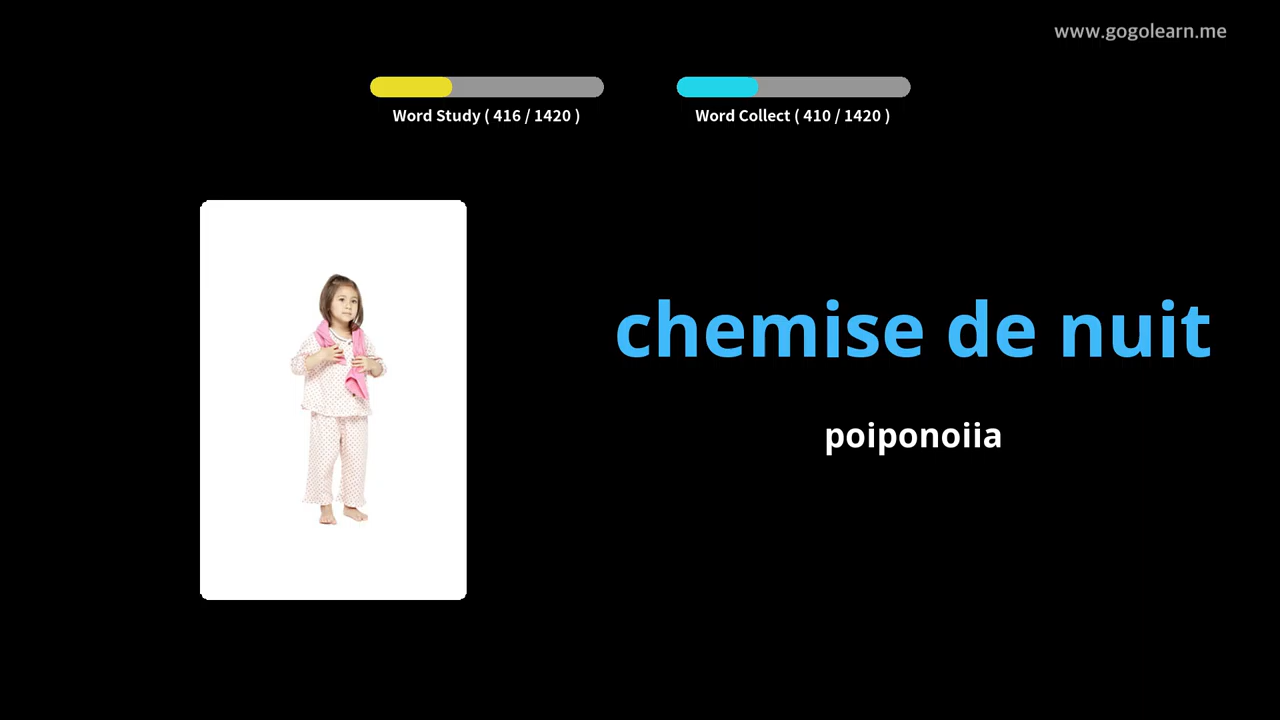 www.gogolearn.me
Word Study ( 416 / 1420 )
Word Collect ( 410 / 1420 )
chemise de nuit
poiponoiia